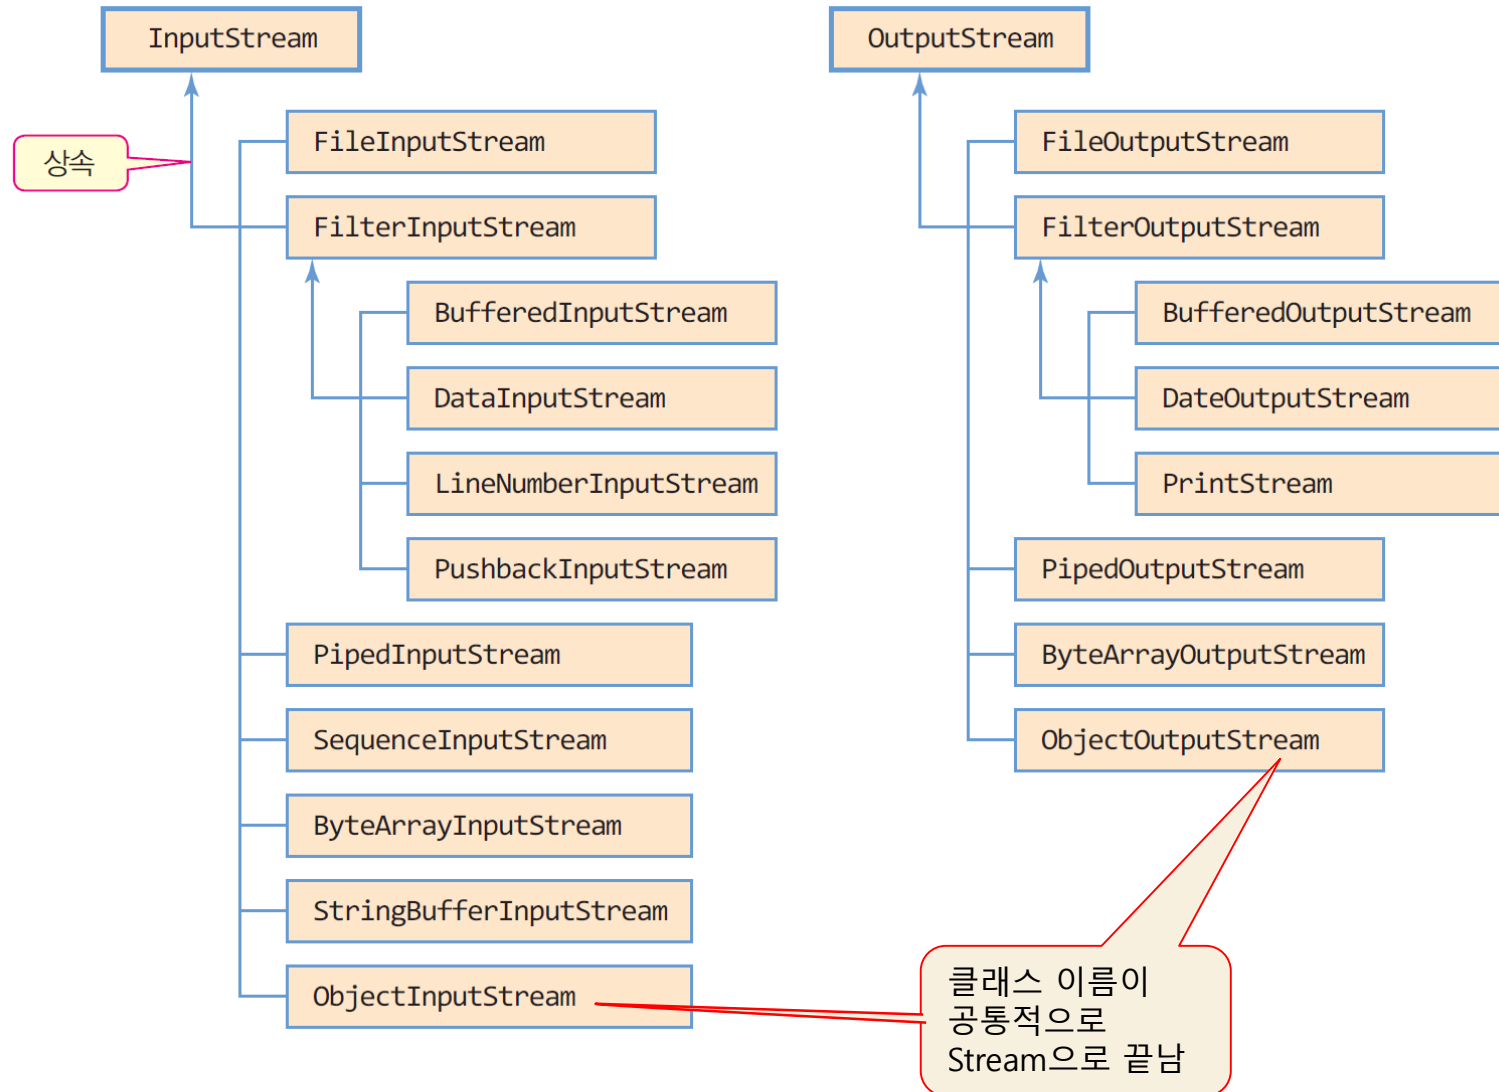 InputStream
상속
FileInputStream
FilterInputStream
BufferedInputStream
DataInputStream
LineNumberInputStream
PushbackInputStream
PipedInputStream
SequenceInputStream
ByteArrayInputStream
StringBufferInputStream
ObjectInputStream
OutputStream
FileOutputStream
FilterOutputStream
BufferedOutputStream
DateOutputStream
PrintStream
PipedOutputStream
ByteArrayOutputStream
ObjectOutputStream
클래스 이름이
공통적으로
Stream으로 끝남